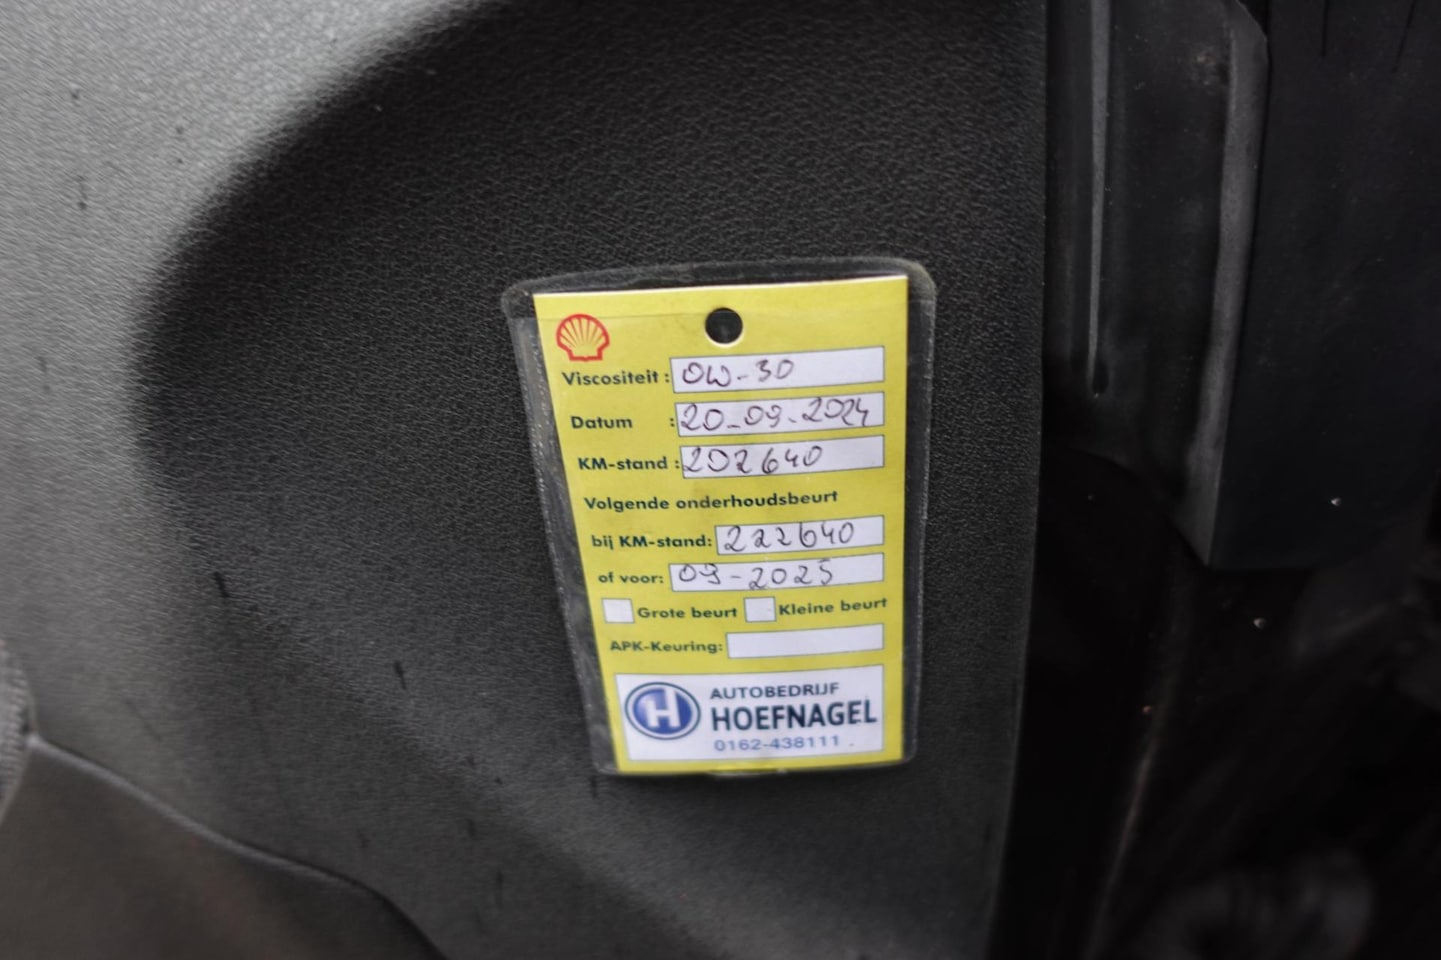 Viscositeit : 0W-30
Datum : 20-09-2024
KM-stand : 202640
Volgende onderhoudsbeurt
bij KM-stand: 222640
of voor: 09-2025
Grote beurt Kleine beurt
APK-Keuring:
H AUTOBEDRIJF
HOEFNAGEL
0162-438111